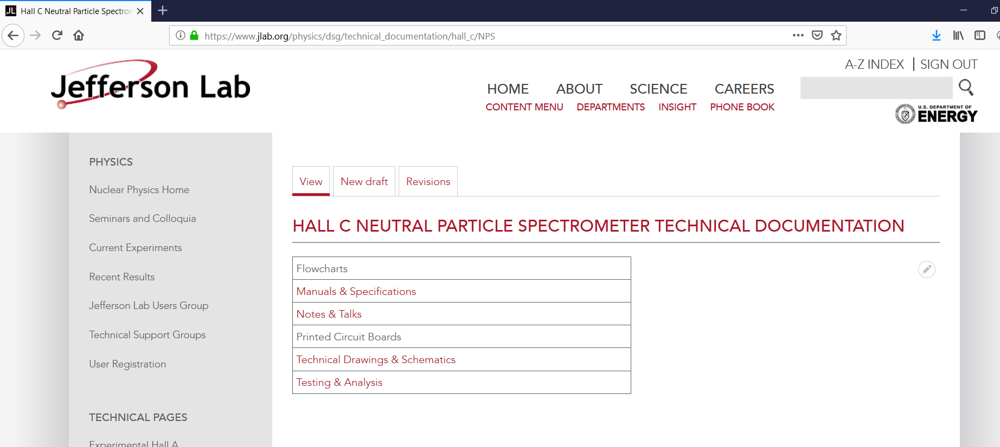 JL Hall C Neutral Particle Spectron
https://www.jlab.org/physics/dsg/technical_documentation/hall_c/NPS
Jefferson Lab
A-Z INDEX | SIGN OUT
HOME ABOUT SCIENCE CAREERS
CONTENT MENU DEPARTMENTS INSIGHT PHONE BOOK
U.S. DEPARTMENT OF
ENERGY
PHYSICS
Nuclear Physics Home
Seminars and Colloquia
Current Experiments
Recent Results
Jefferson Lab Users Group
Technical Support Groups
User Registration
TECHNICAL PAGES
Experimental Hall A
View New draft Revisions
HALL C NEUTRAL PARTICLE SPECTROMETER TECHNICAL DOCUMENTATION
Flowcharts
Manuals & Specifications
Notes & Talks
Printed Circuit Boards
Technical Drawings & Schematics
Testing & Analysis